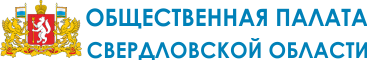 ОБЩЕСТВЕННАЯ ПАЛАТА
СВЕРДЛОВСКОЙ ОБЛАСТИ